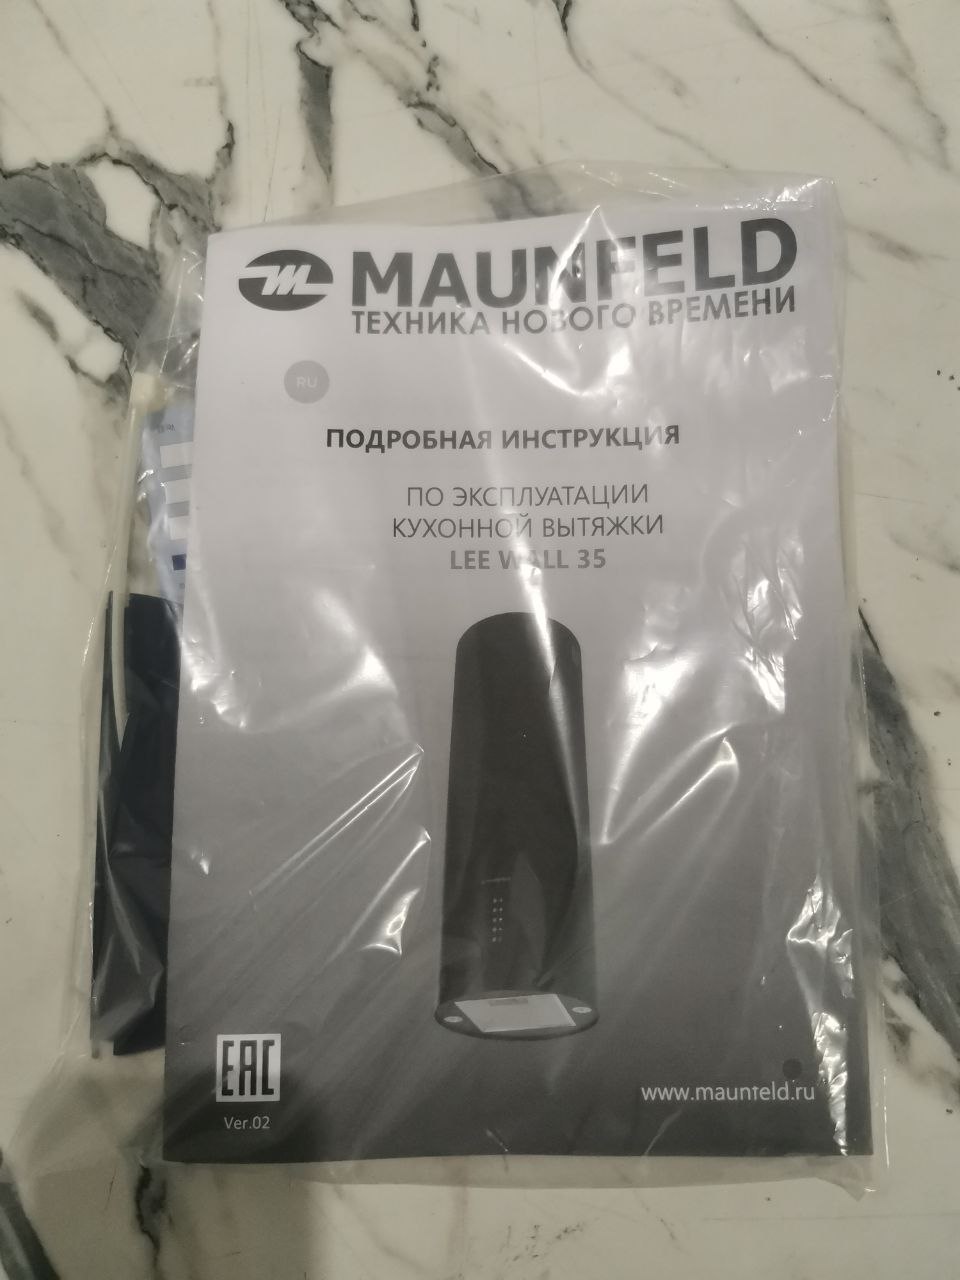 MAUNFELD
ТЕХНИКА НОВОГО ВРЕМЕНИ
RU
ПОДРОБНАЯ ИНСТРУКЦИЯ
ПО ЭКСПЛУАТАЦИИ
КУХОННОЙ ВЫТЯЖКИ
LEE WALL 35
EAC
Ver.02
www.maunfeld.ru